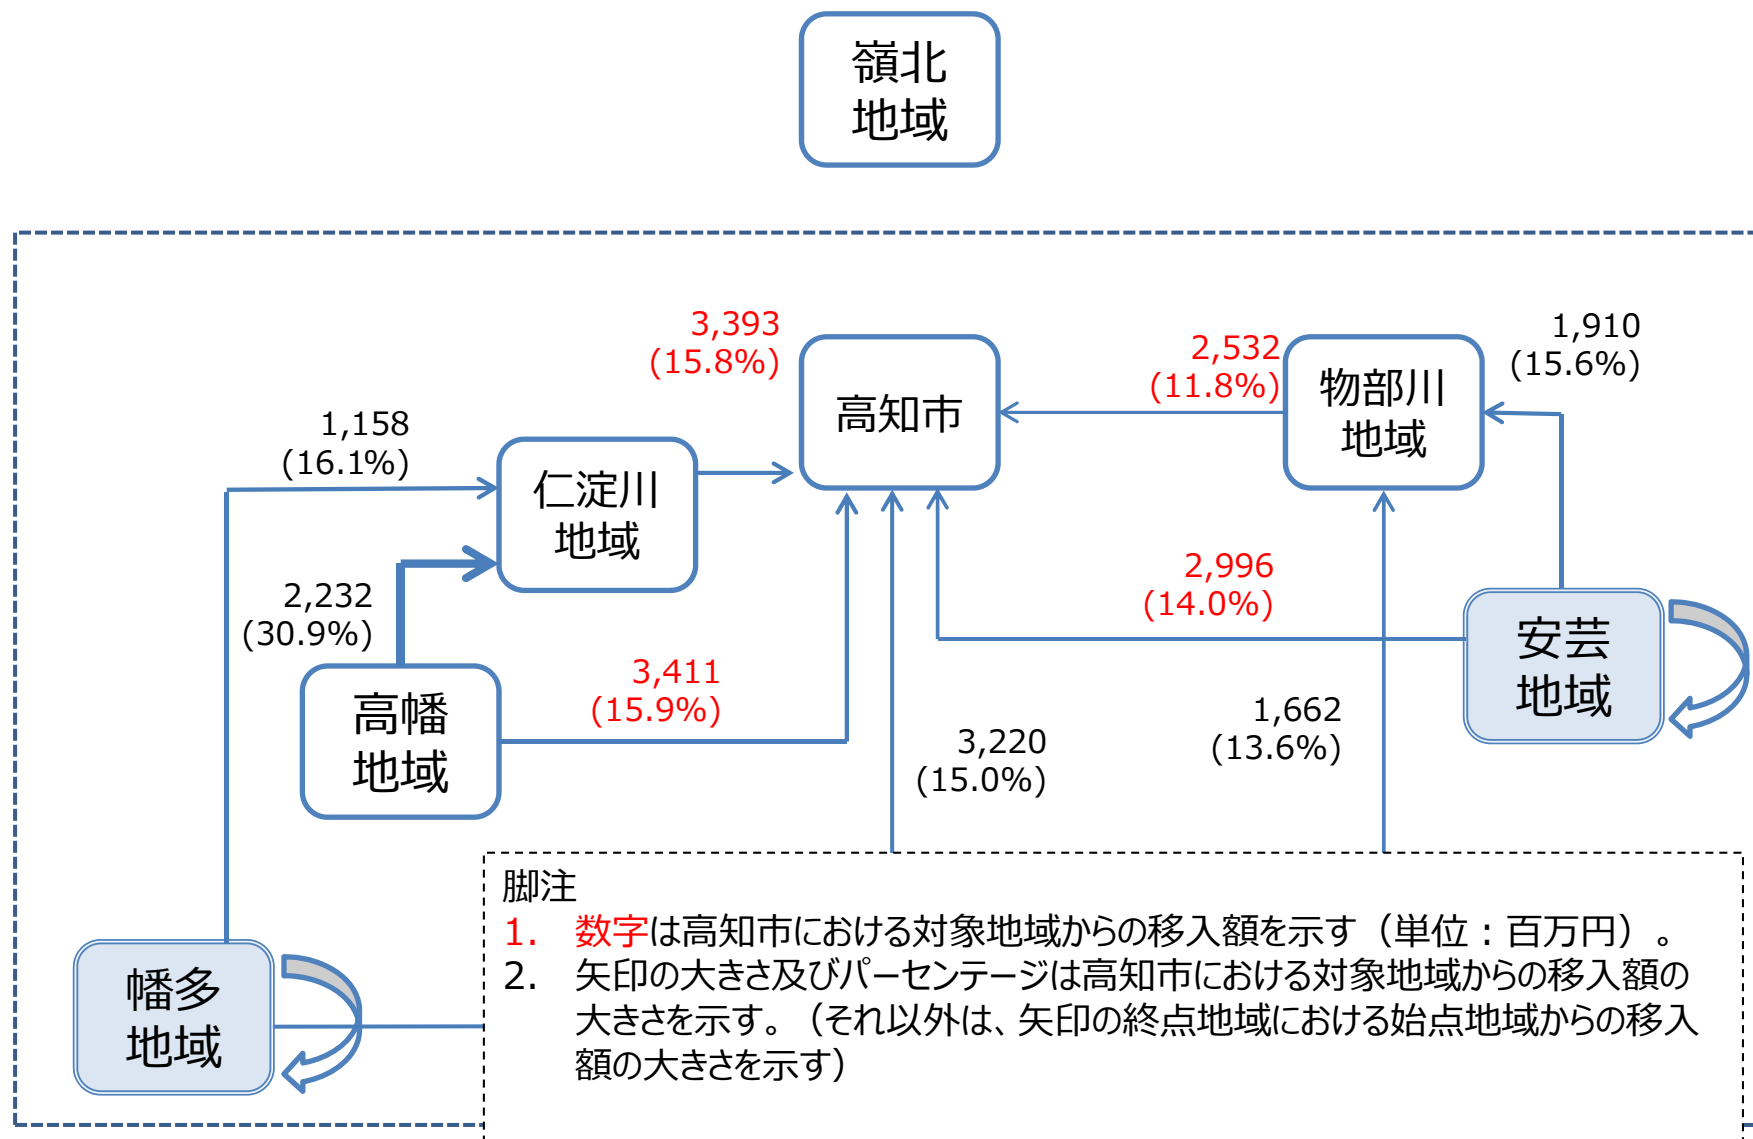 嶺北
地域
3,393
(15.8%)
高知市
2,532
(11.8%)
物部川
地域
1,910
(15.6%)
1,158
(16.1%)
仁淀川
地域
2,232
(30.9%)
2,996
(14.0%)
安芸
地域
高幡
地域
3,411
(15.9%)
3,220
(15.0%)
1,662
(13.6%)
幡多
地域
脚注
1. 数字は高知市における対象地域からの移入額を示す（単位：百万円）。
2. 矢印の大きさ及びパーセンテージは高知市における対象地域からの移入額の
大きさを示す。（それ以外は、矢印の終点地域における始点地域からの移入
額の大きさを示す）